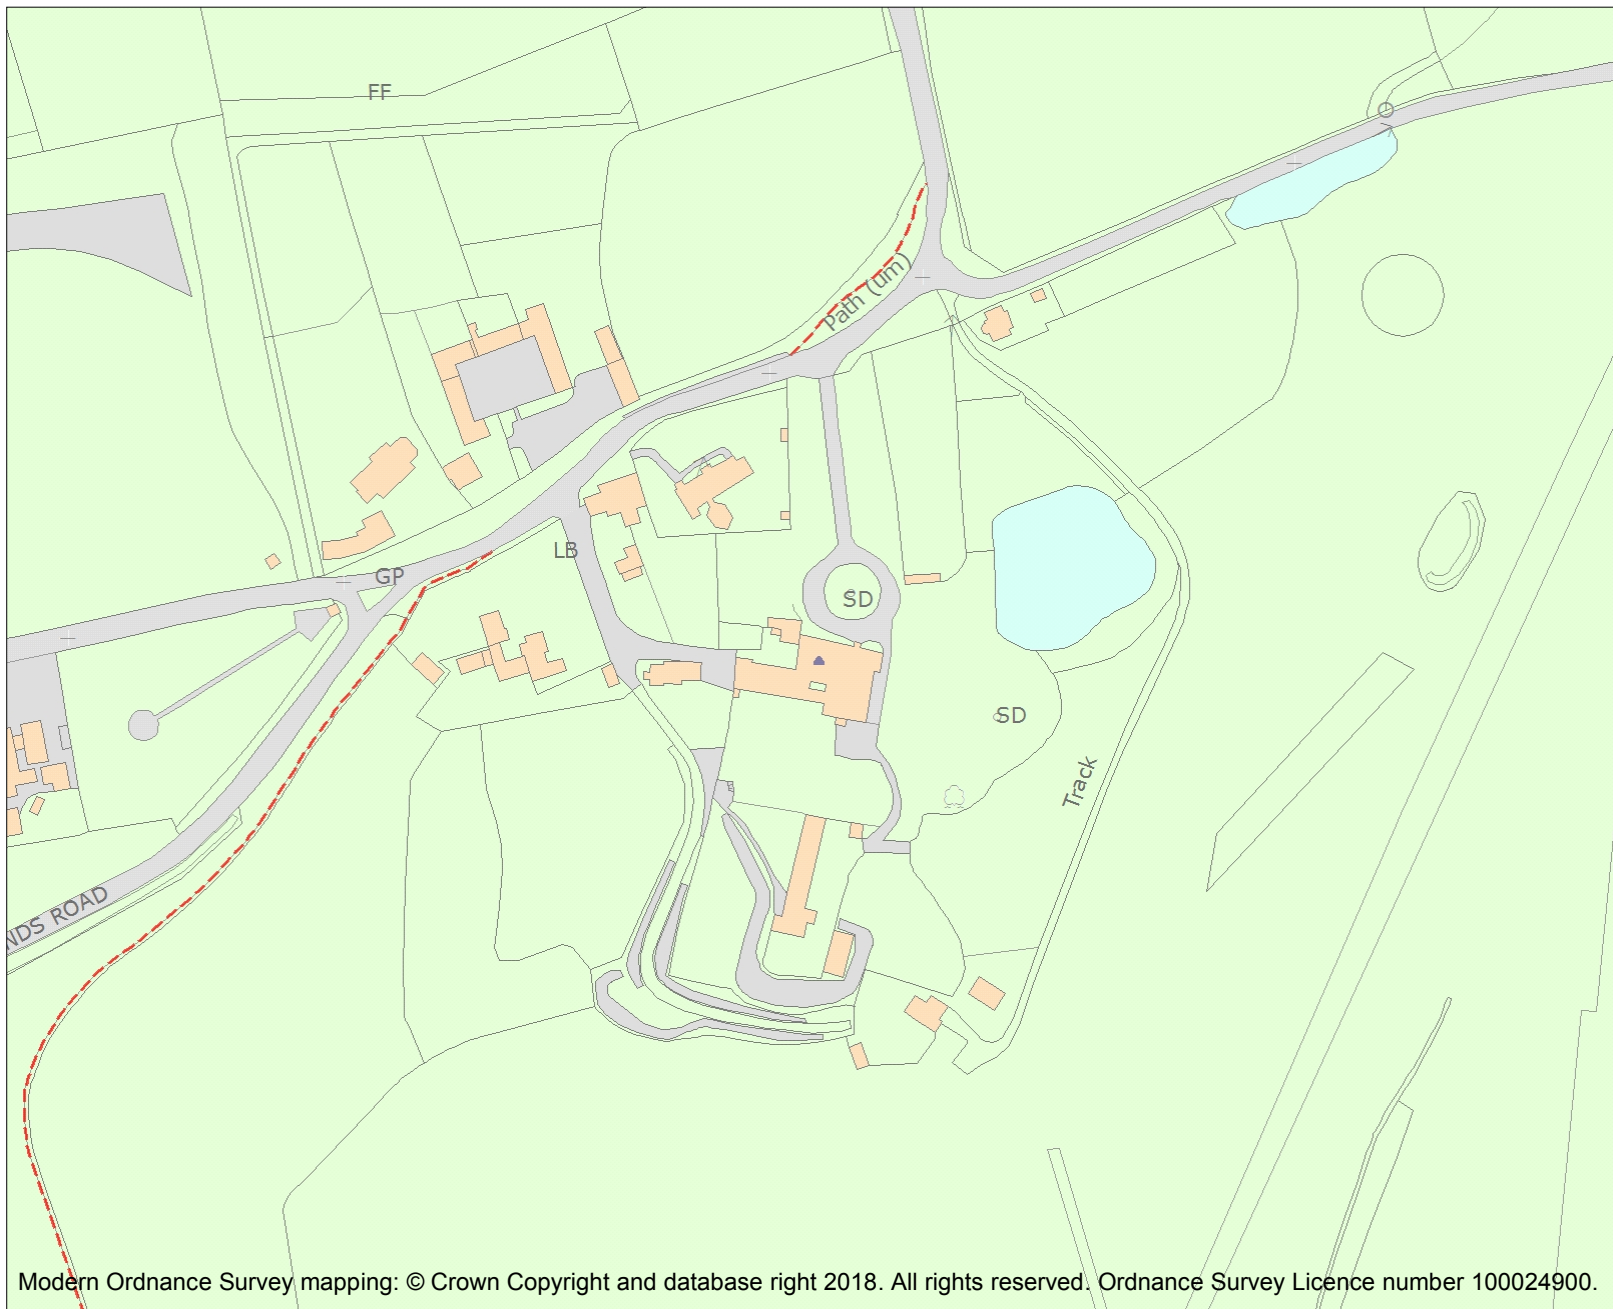 FF
Path (um)
LB
GP
SD
SD
Track
NDS ROAD
Modern Ordnance Survey mapping: © Crown Copyright and database right 2018. All rights reserved. Ordnance Survey Licence number 100024900.